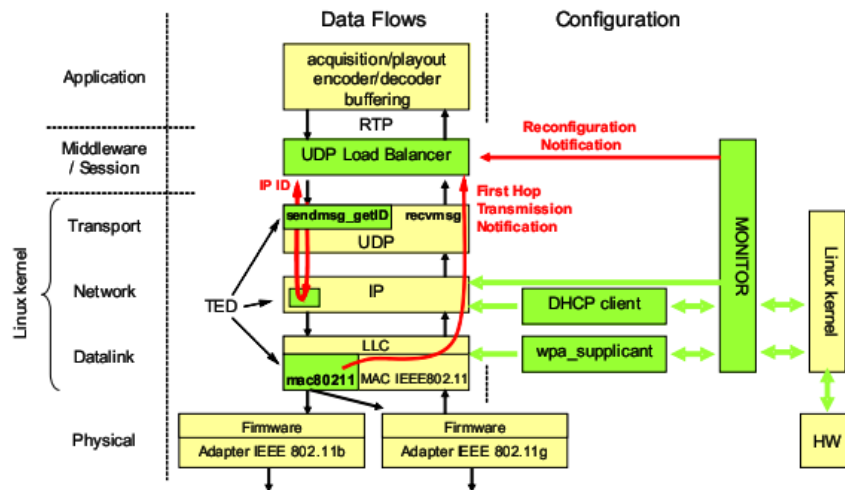 Data Flows
Configuration
Application
acquisition/playout
encoder/decoder
buffering
RTP
Middleware
/ Session
UDP Load Balancer
Reconfiguration
Notification
IP ID
First Hop
Transmission
Notification
Linux kernel
Transport
sendmsg_getID
recvmsg
UDP
MONITOR
Linux kernel
Network
TED
IP
DHCP client
Datalink
LLC
mac80211
MAC IEEE802.11
wpa_supplicant
Physical
Firmware
Adapter IEEE 802.11b
Firmware
Adapter IEEE 802.11g
HW